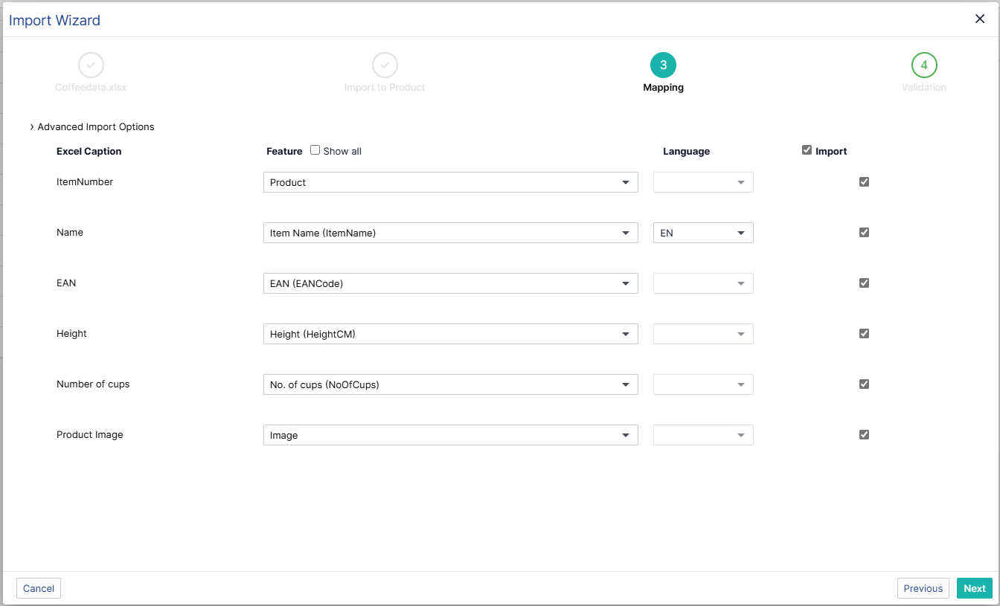 Import Wizard
3
4
Coffeedata.xlsx
Import to Product
Mapping
Validation
Advanced Import Options
Excel Caption
Feature
Show all
Language
Import
ItemNumber
Product
Name
Item Name (ItemName)
EN
EAN
EAN (EANCode)
Height
Height (HeightCM)
Number of cups
No. of cups (NoOfCups)
Product Image
Image
Cancel
Previous
Next